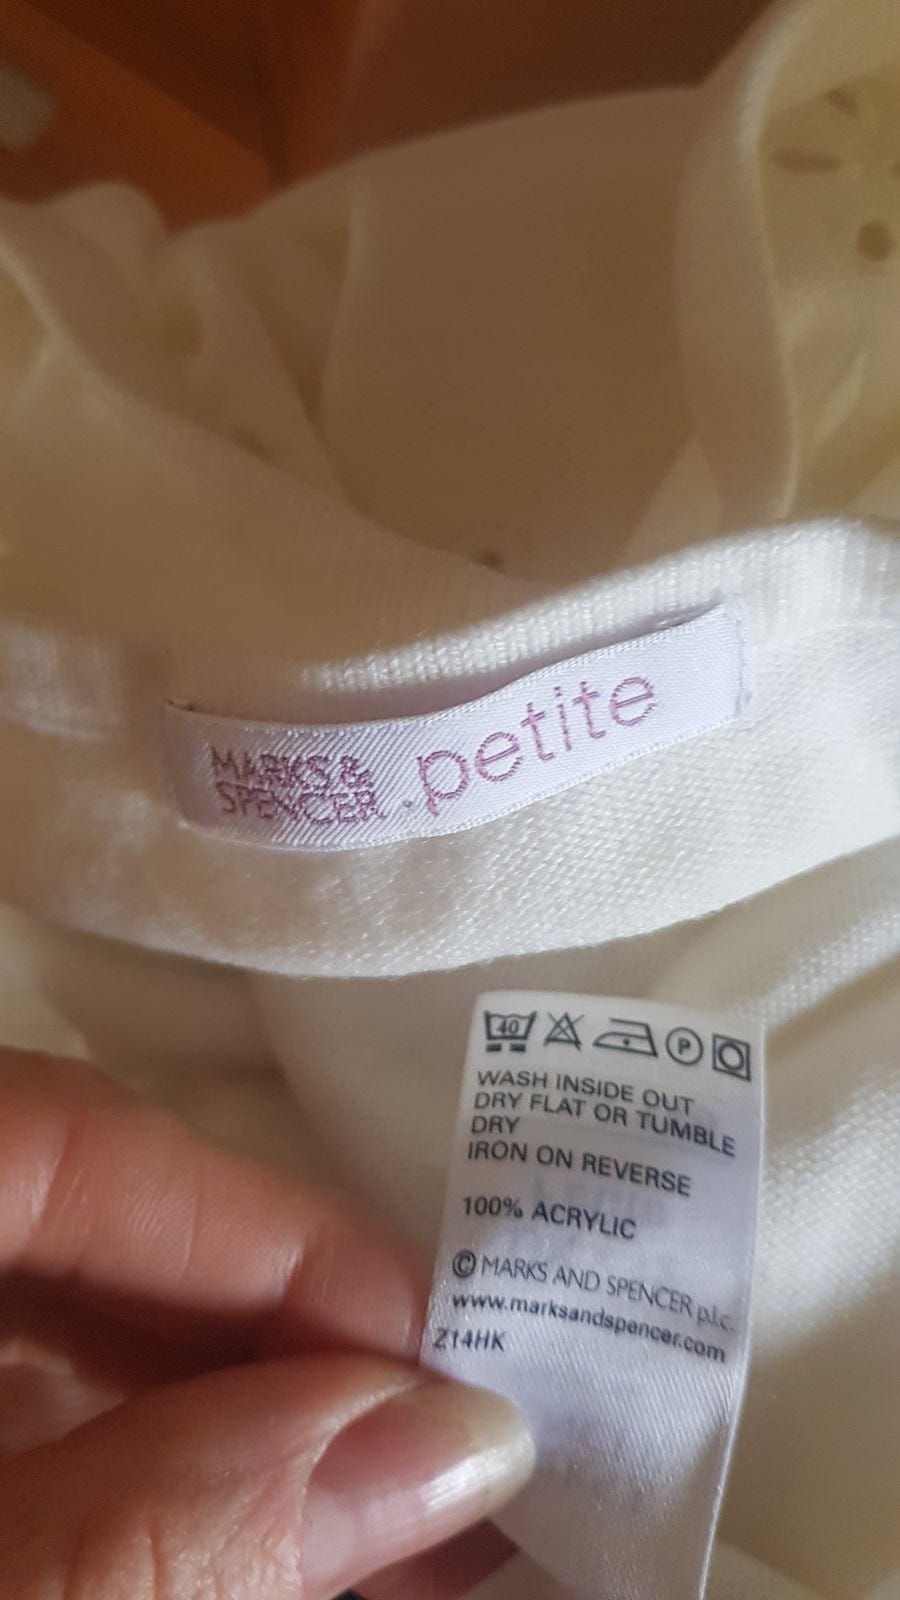 MARKS &
SPENCER petite
40 P
WASH INSIDE OUT
DRY FLAT OR TUMBLE
DRY
IRON ON REVERSE
100% ACRYLIC
© MARKS AND SPENCER p.l.c.
www.marksandspencer.com
Z14HK